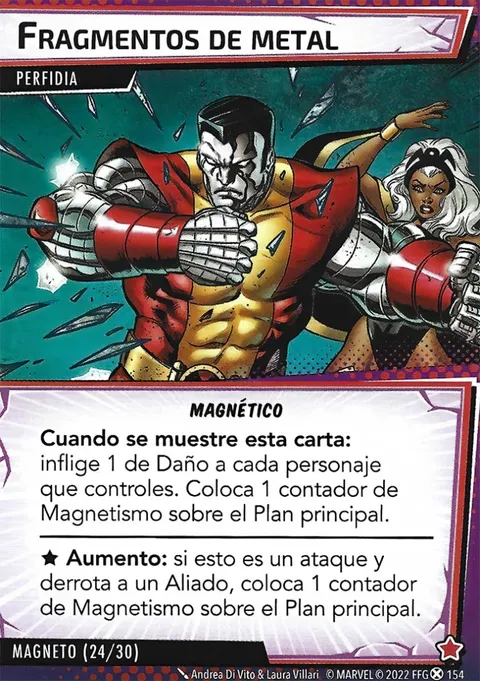 FRAGMENTOS DE METAL
PERFIDIA
MAGNÉTICO
Cuando se muestre esta carta:
inflige 1 de Daño a cada personaje
que controles. Coloca 1 contador de
Magnetismo sobre el Plan principal.
★ Aumento: si esto es un ataque y
derrota a un Aliado, coloca 1 contador
de Magnetismo sobre el Plan principal.
MAGNETO (24/30)
Andrea Di Vito & Laura Villari © MARVEL © 2022 FFG 154